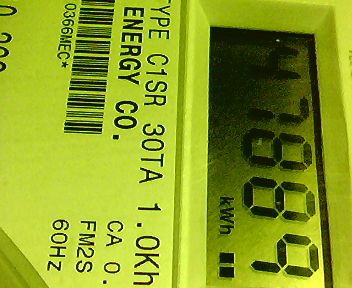 47889
kWh
TYPE C1SR 30TA 1.0Kh
ENERGY CO.
CA 0.
FM2S
60HZ
0366MEC*